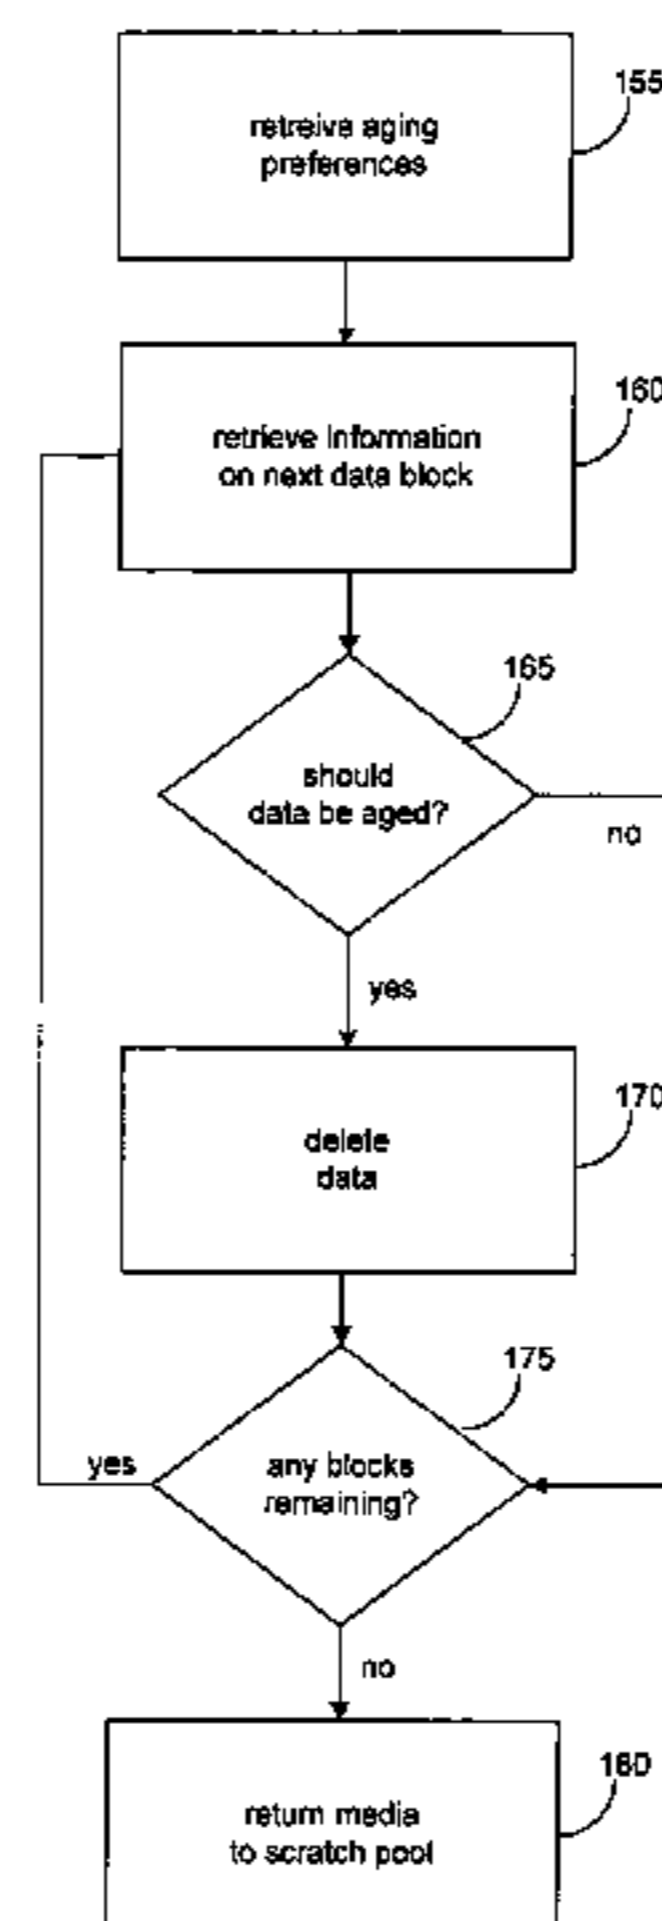 155
retreive aging
preferences
160
retrieve information
on next data block
165
should
data be aged?
no
yes
170
delete
data
175
yes
any blocks
remaining?
no
180
return media
to scratch pool